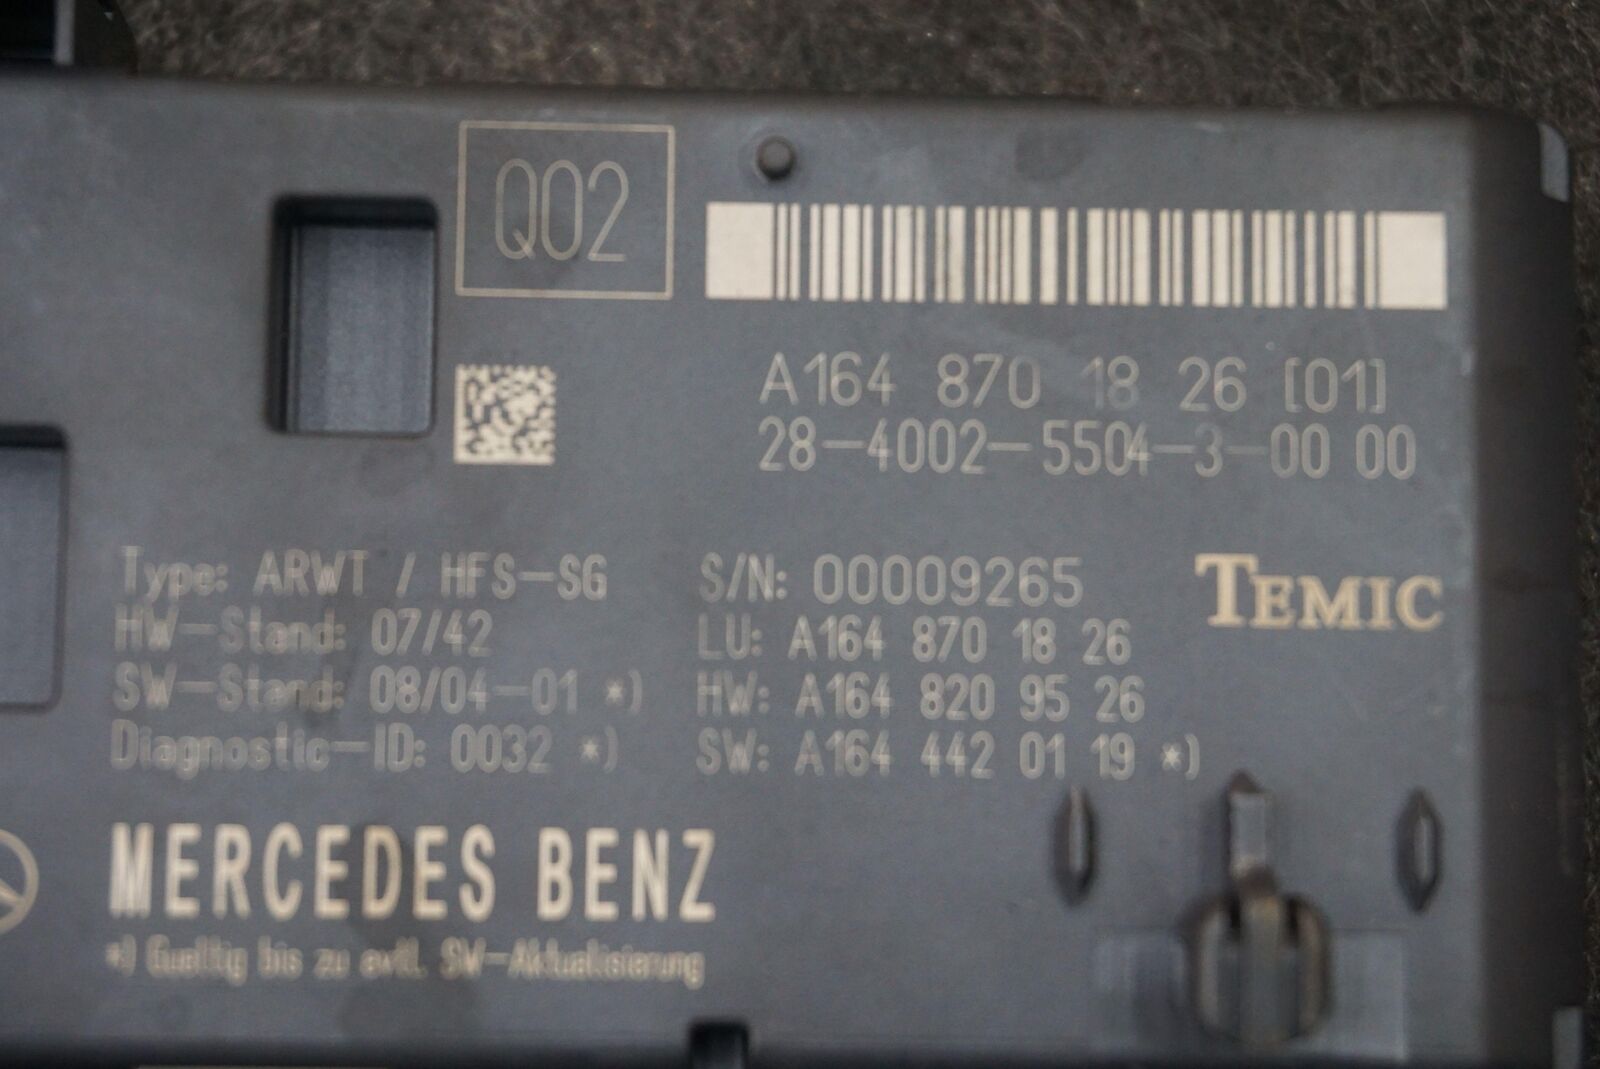 Q02
A164 870 18 26 [01]
28-4002-5504-3-00 00
Type: ARWT / HFS-SG
HW-Stand: 07/42
SW-Stand: 08/04-01 *)
Diagnostic-ID: 0032 *)
S/N: 00009265
LU: A164 870 18 26
HW: A164 820 95 26
SW: A164 442 01 19 *)
TEMIC
MERCEDES BENZ
*) Gueltig bis zu evtl. SW-Aktualisierung